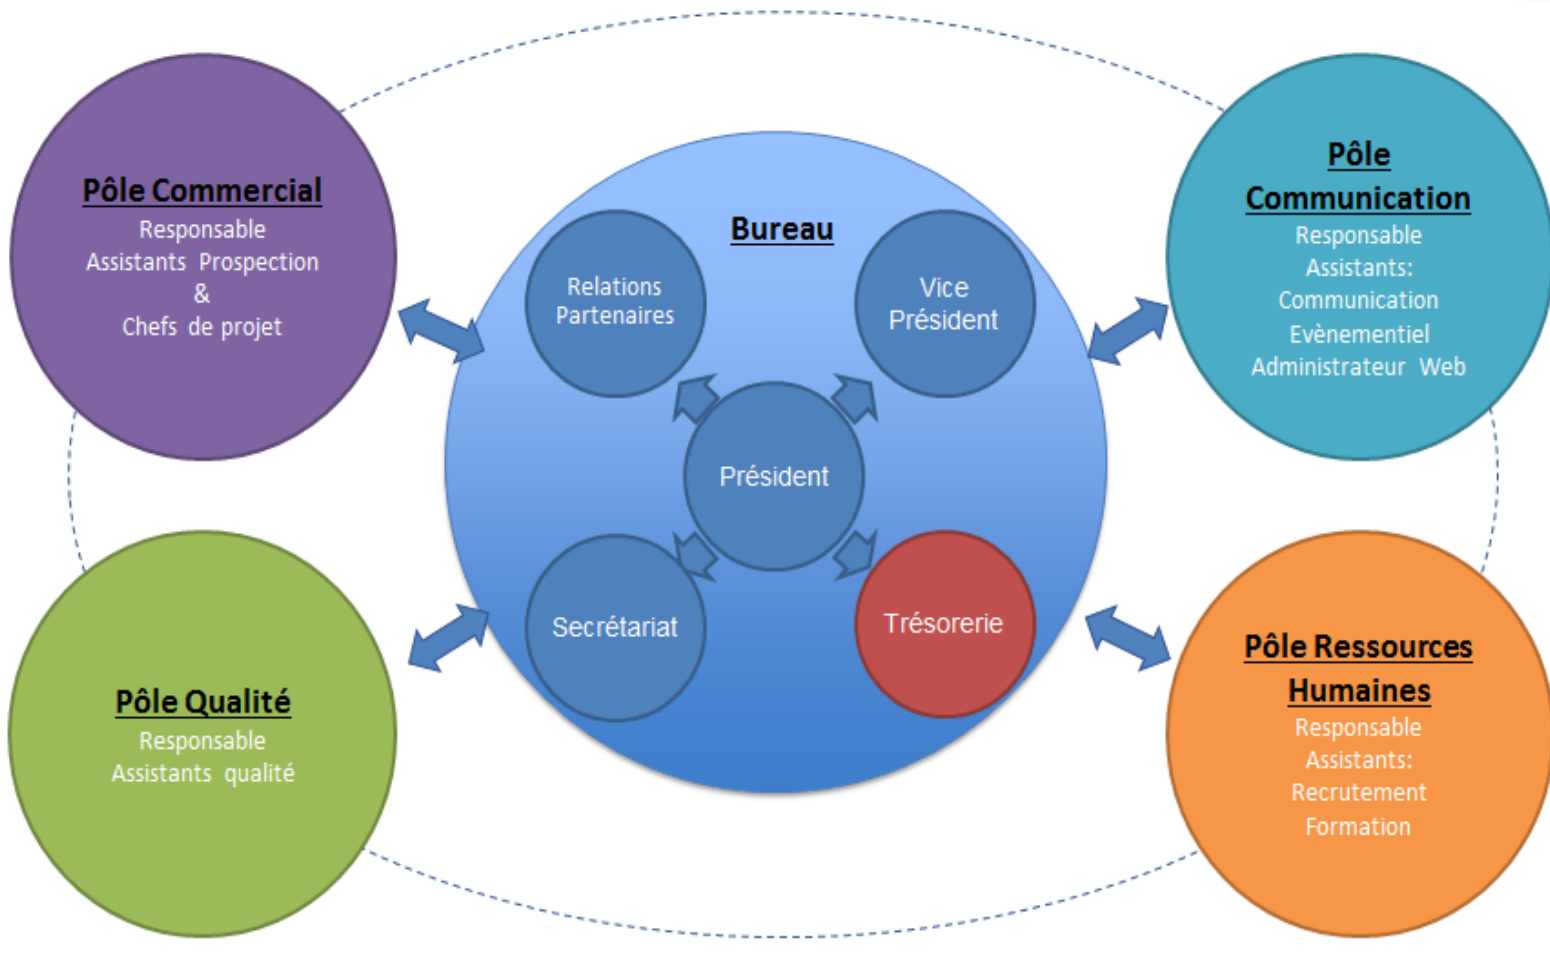 Pôle Commercial
Responsable
Assistants Prospection
&
Chefs de projet
Bureau
Relations
Partenaires
Vice
Président
Président
Secrétariat
Trésorerie
Pôle
Communication
Responsable
Assistants:
Communication
Evènementiel
Administrateur Web
Pôle Qualité
Responsable
Assistants qualité
Pôle Ressources
Humaines
Responsable
Assistants:
Recrutement
Formation